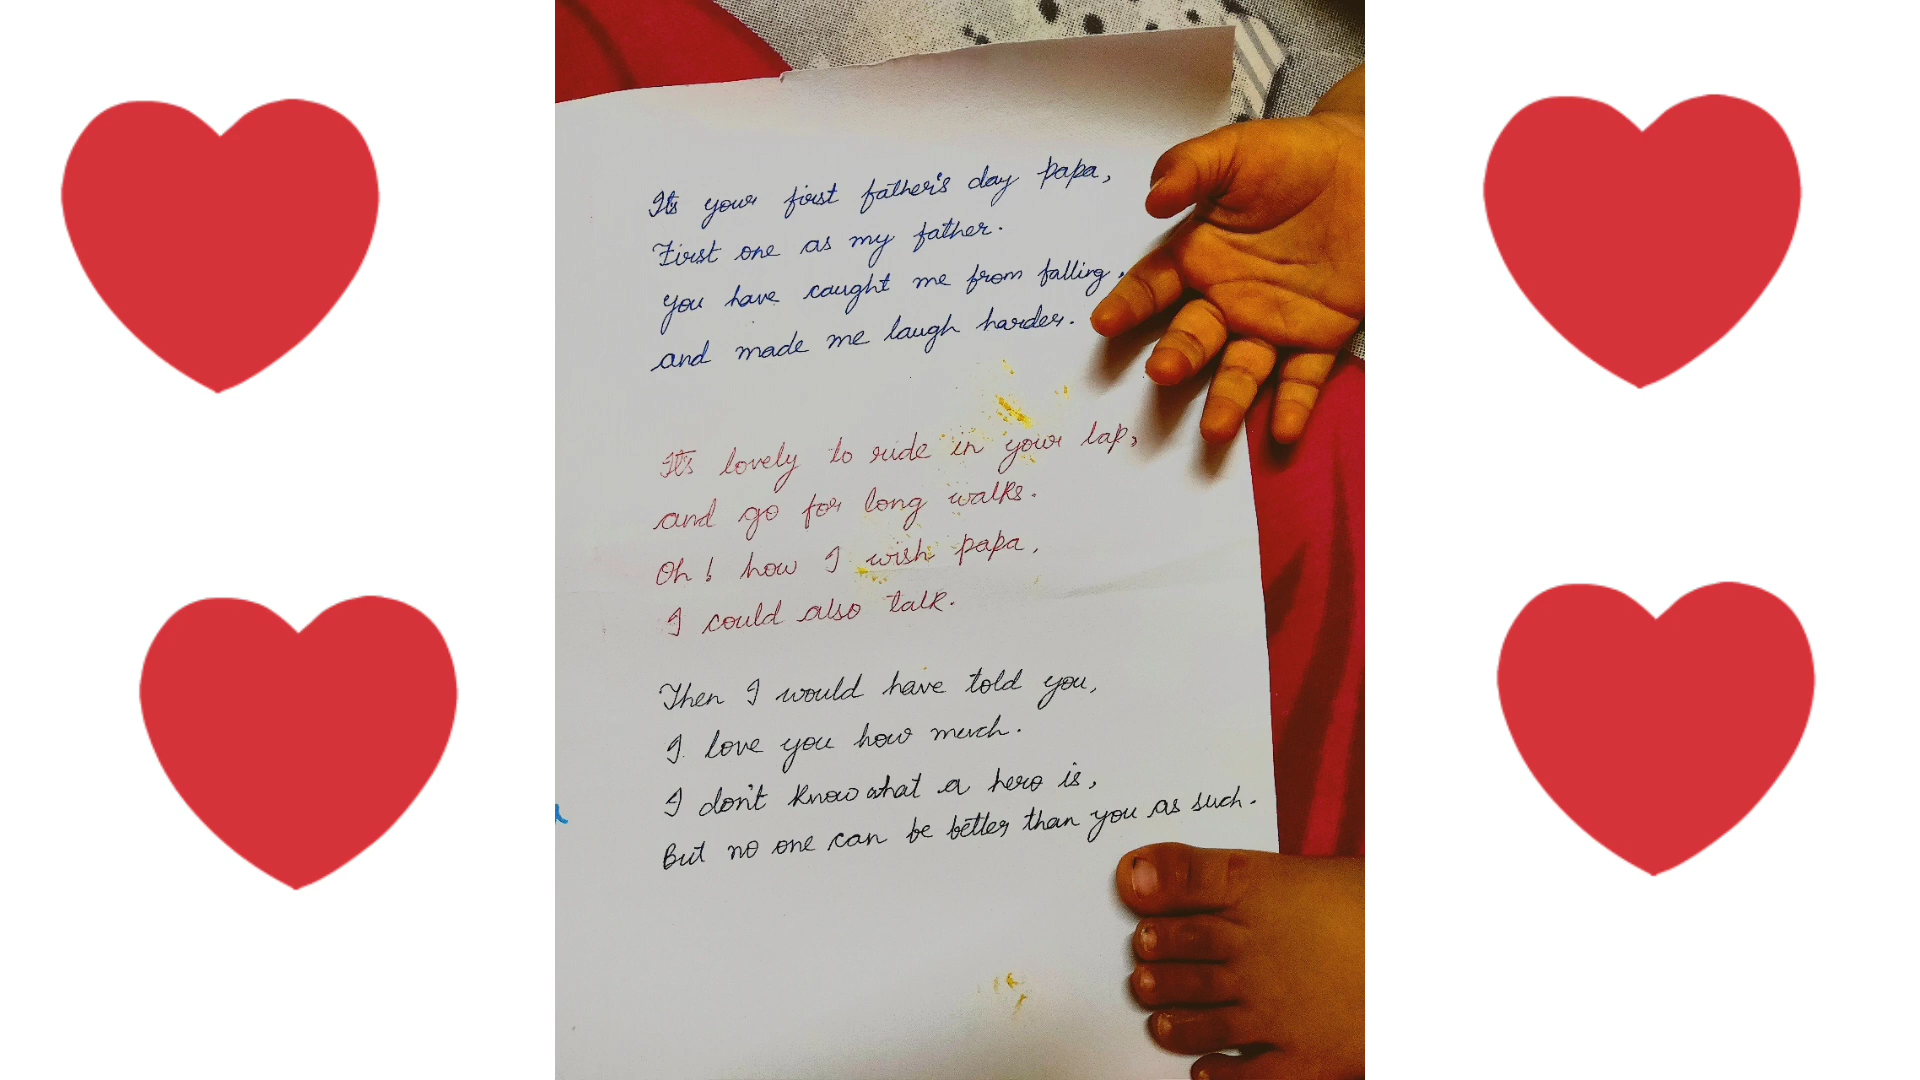 Its your first father's day papa,
First one as my father.
you have caught me from falling,
and made me laugh harder.
It's lovely to ride in your lap,
and go for long walks.
Oh! how I wish papa,
I could also talk.
Then I would have told you,
I love you how much.
I don't know what a hero is,
But no one can be better than you as such.